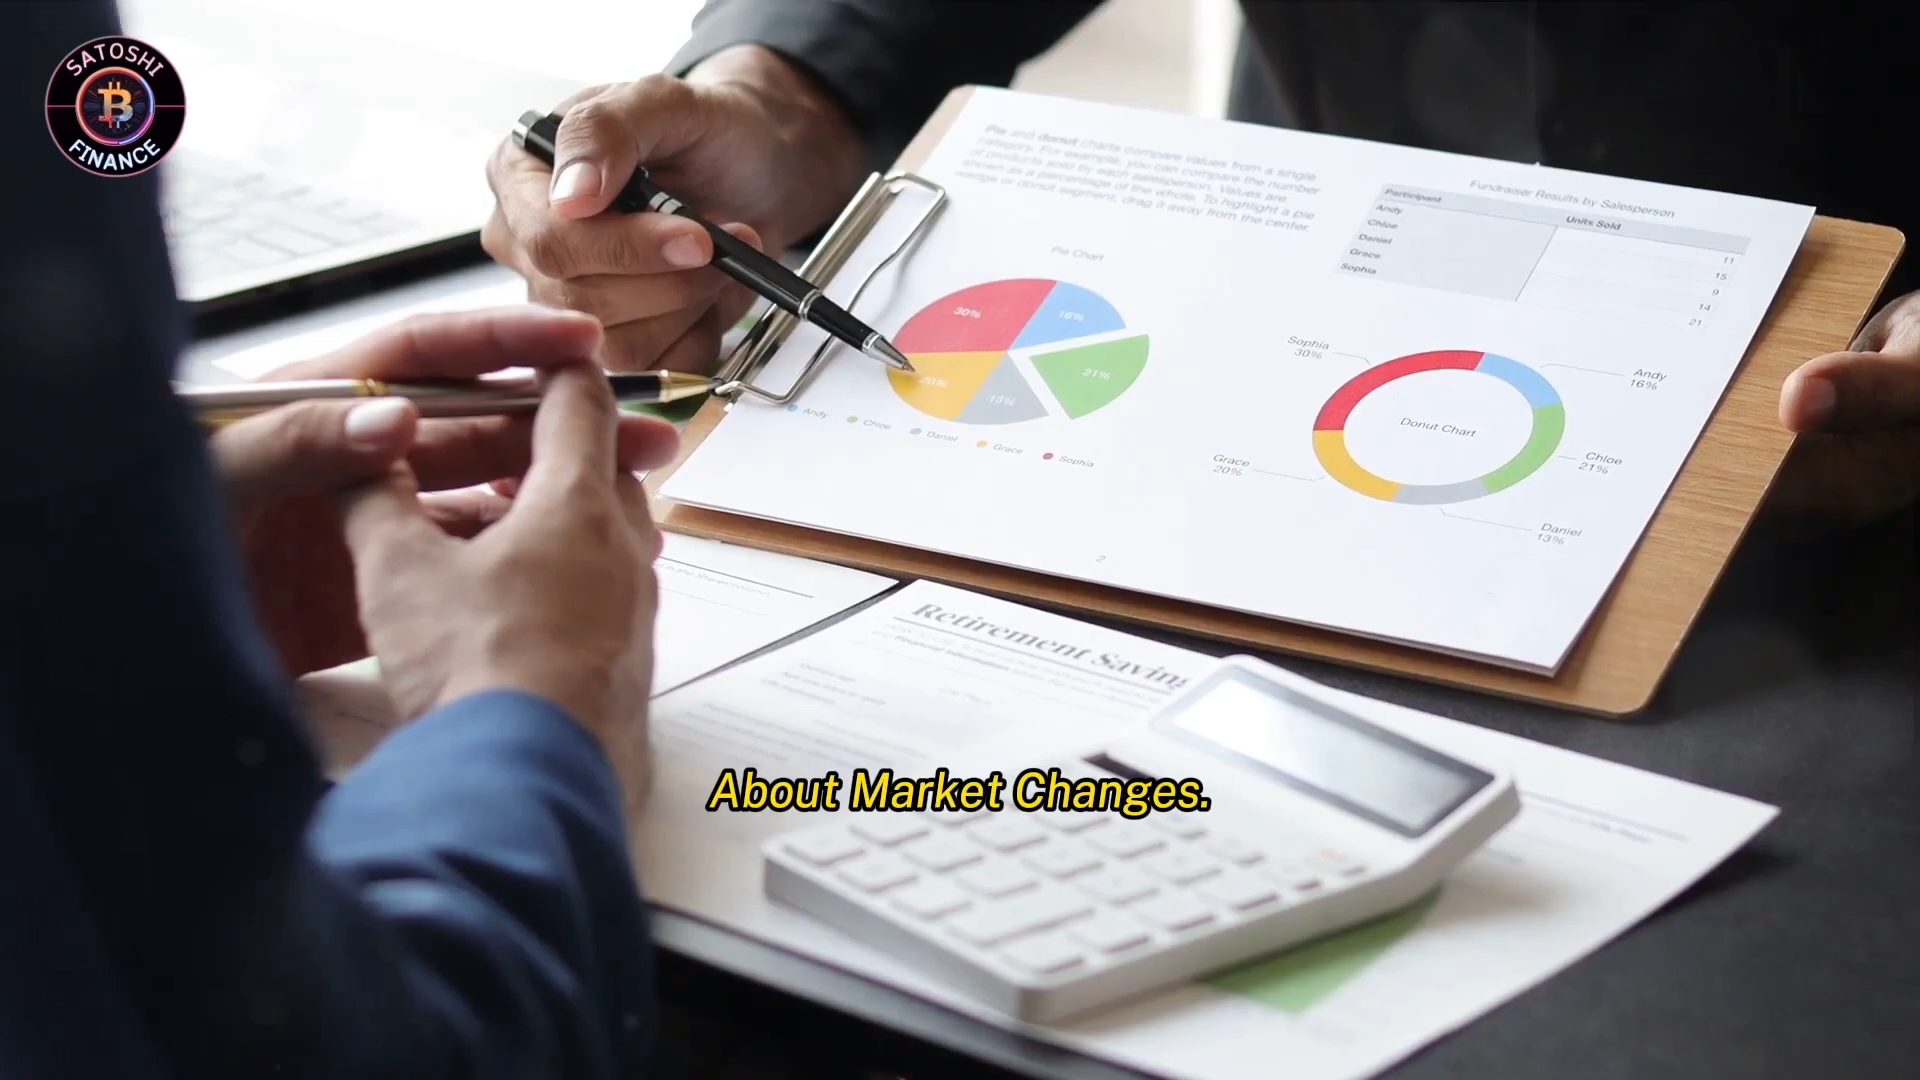 SATOSHI
FINANCE
Pie and donut charts compare values from a single
category. For example, you can compare the number
of products sold by each salesperson. Values are
shown as a percentage of the whole. To highlight a pie
wedge or donut segment, drag it away from the center.
Fundraiser Results by Salesperson
Participant Units Sold
Andy 11
Chloe 15
Daniel 9
Grace 14
Sophia 21
Pie Chart
30%
16%
21%
20%
13%
Andy Chloe Daniel Grace Sophia
Sophia
30%
Andy
16%
Donut Chart
Grace
20%
Chloe
21%
Daniel
13%
2
Retirement Saving
Financial Information
About Market Changes.